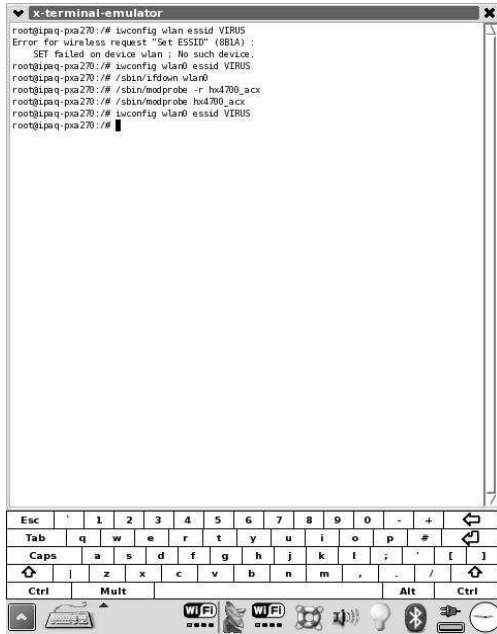 x-terminal-emulator
root@ipaq-pxa270:/# iwconfig wlan essid VIRUS
Error for wireless request "Set ESSID" (8B1A) :
    SET failed on device wlan ; No such device.
root@ipaq-pxa270:/# iwconfig wlan0 essid VIRUS
root@ipaq-pxa270:/# /sbin/ifdown wlan0
root@ipaq-pxa270:/# /sbin/modprobe -r hx4700_acx
root@ipaq-pxa270:/# /sbin/modprobe hx4700_acx
root@ipaq-pxa270:/# iwconfig wlan0 essid VIRUS
root@ipaq-pxa270:/#
Esc ` 1 2 3 4 5 6 7 8 9 0 - +
Tab q w e r t y u i o p #
Caps a s d f g h j k l ; ' [ ]
| z x c v b n m , . /
Ctrl Mult Alt Ctrl
Wi Fi Wi Fi